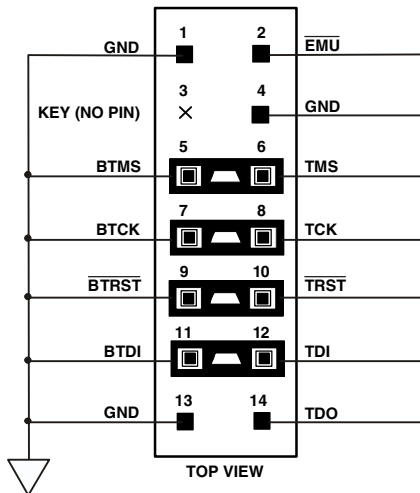 1 2
GND EMU
3 4
KEY (NO PIN) GND
5 6
BTMS TMS
7 8
BTCK TCK
9 10
BTRST TRST
11 12
BTDI TDI
13 14
GND TDO
TOP VIEW